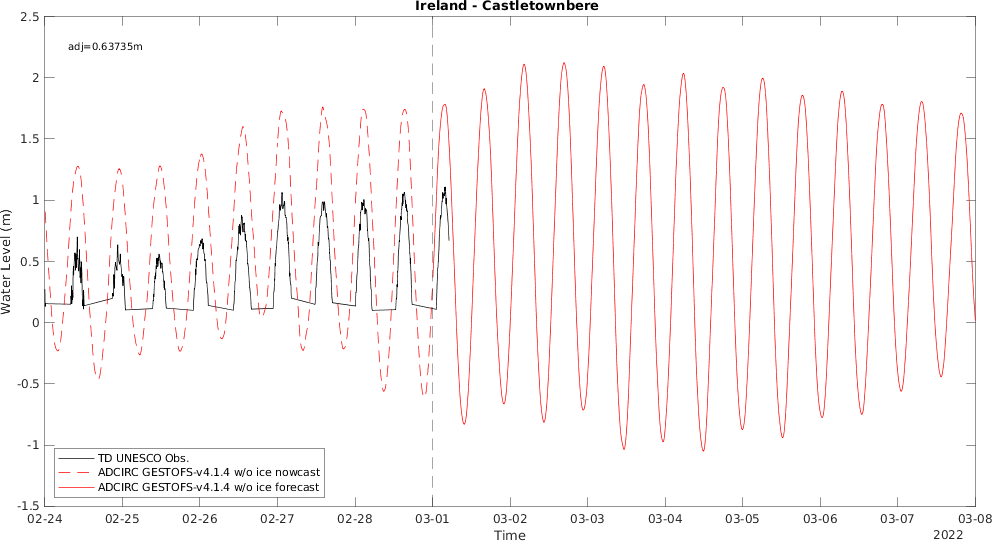 Ireland - Castletownbere
adj=0.63735m
2.5
2
1.5
1
0.5
0
-0.5
-1
-1.5
Water Level (m)
TD UNESCO Obs.
ADCIRC GESTOFS-v4.1.4 w/o ice nowcast
ADCIRC GESTOFS-v4.1.4 w/o ice forecast
02-24 02-25 02-26 02-27 02-28 03-01 03-02 03-03 03-04 03-05 03-06 03-07 03-08
Time
2022